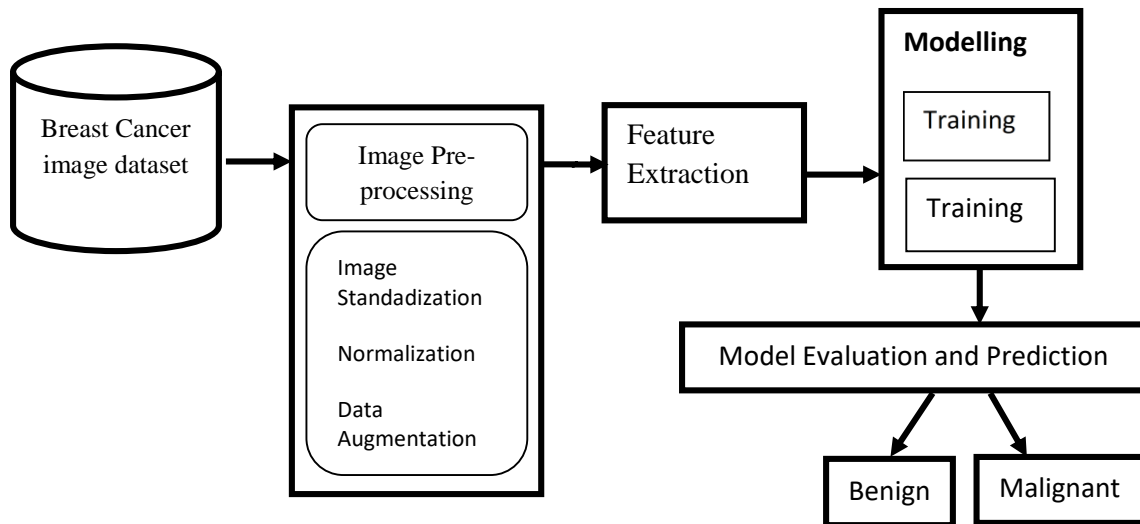 Breast Cancer
image dataset
Image Pre-
processing
Image
Standadization
Normalization
Data
Augmentation
Feature
Extraction
Modelling
Training
Training
Model Evaluation and Prediction
Benign
Malignant